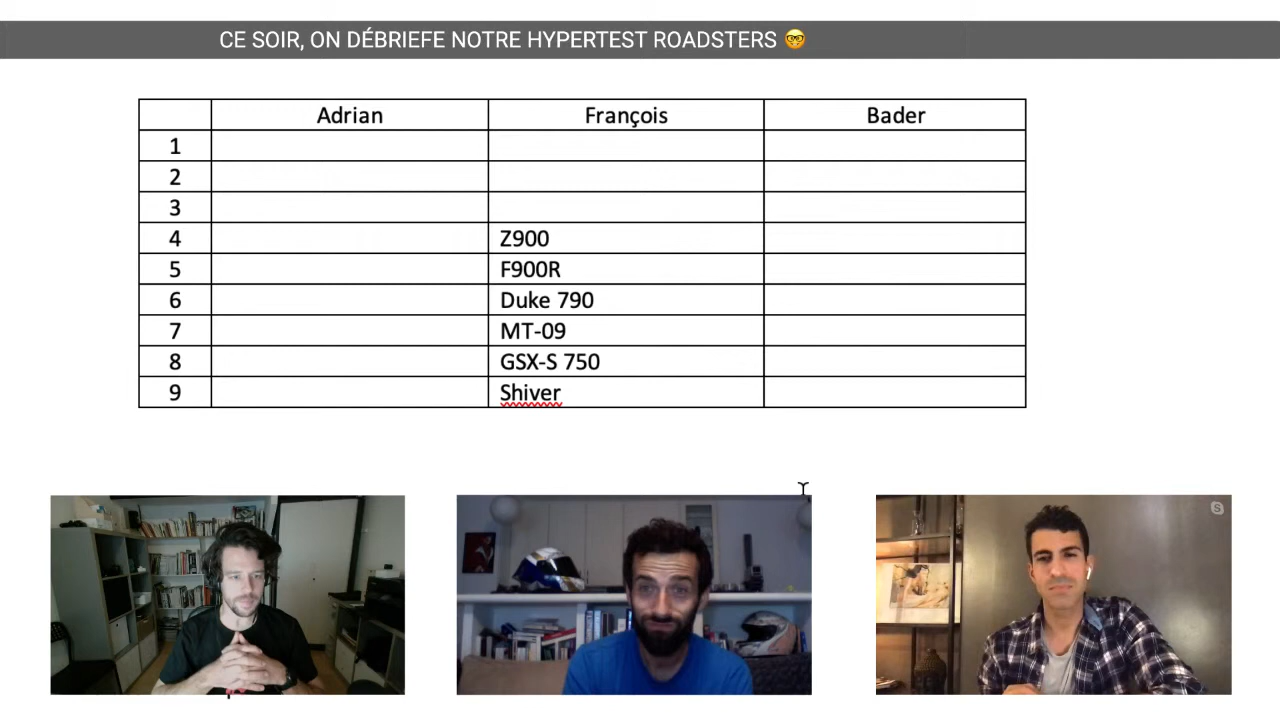 CE SOIR, ON DÉBRIEFE NOTRE HYPERTEST ROADSTERS 🤓
Adrian François Bader
1
2
3
4 Z900
5 F900R
6 Duke 790
7 MT-09
8 GSX-S 750
9 Shiver
S